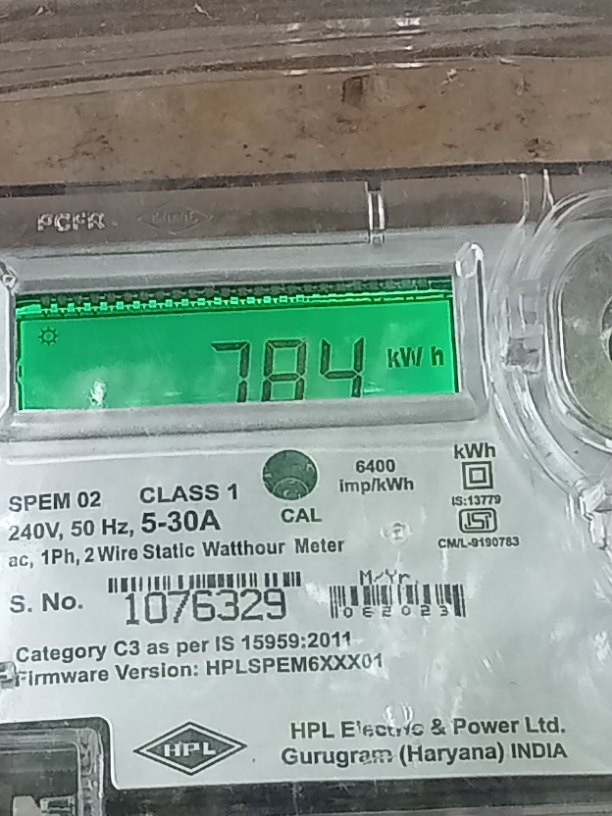 784 kWh
SPEM 02 CLASS 1
240V, 50 Hz, 5-30A
ac, 1Ph, 2 Wire Static Watthour Meter
CAL
6400
imp/kWh
kWh
IS:13779
CM/L-9190783
S. No. 1076329
M/Yr.
062023
Category C3 as per IS 15959:2011
Firmware Version: HPLSPEM6XXX01
HPL
HPL Electric & Power Ltd.
Gurugram (Haryana) INDIA